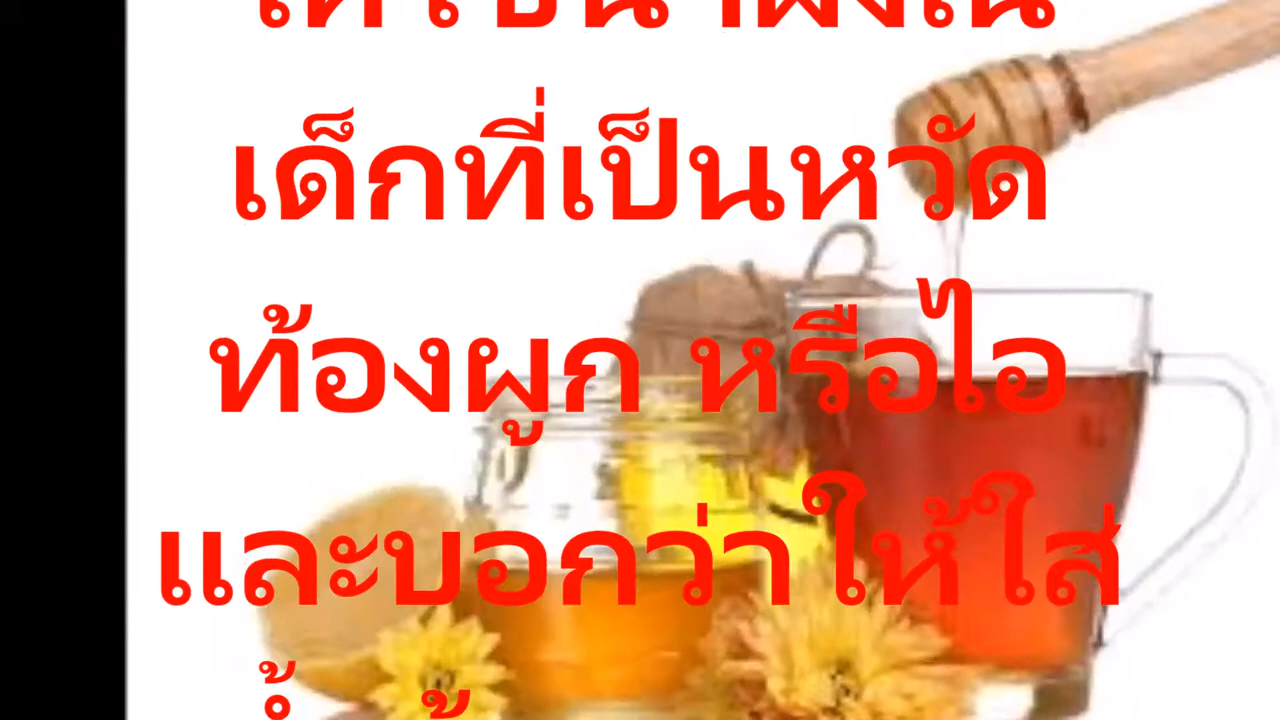 เด็กที่เป็นหวัด
ท้องผูก หรือไอ
และบอกว่า ให้ใส่